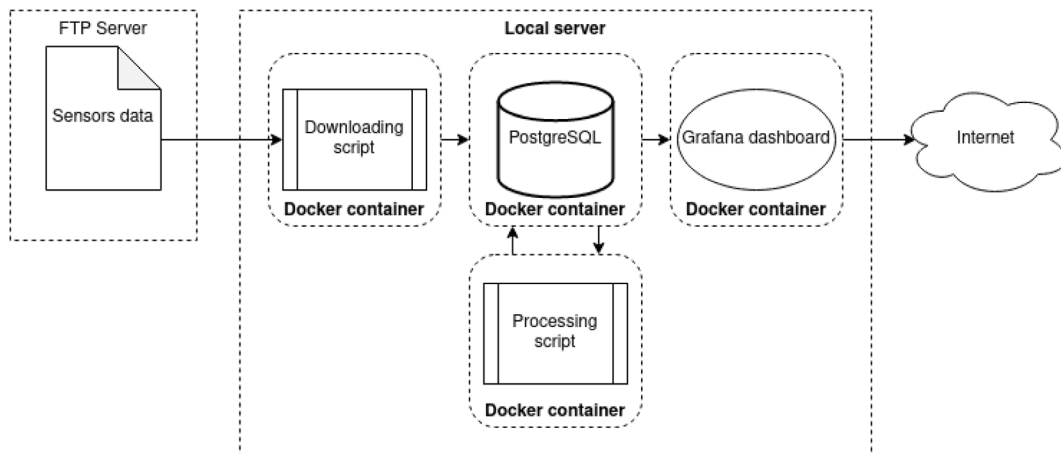 FTP Server
Sensors data
Local server
Downloading
script
Docker container
PostgreSQL
Docker container
Grafana dashboard
Docker container
Internet
Processing
script
Docker container